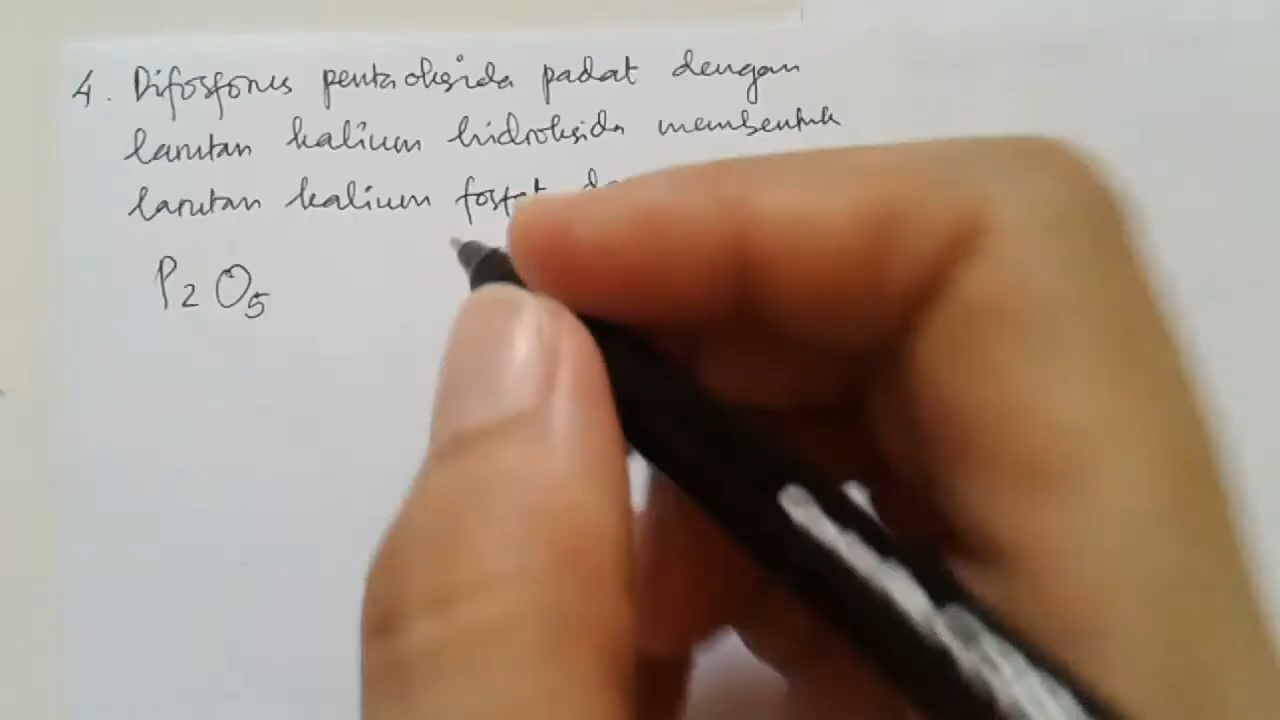 4. Difosforus pentaoksida padat dengan
larutan kalium hidroksida membentuk
larutan kalium fosfat
P2O5